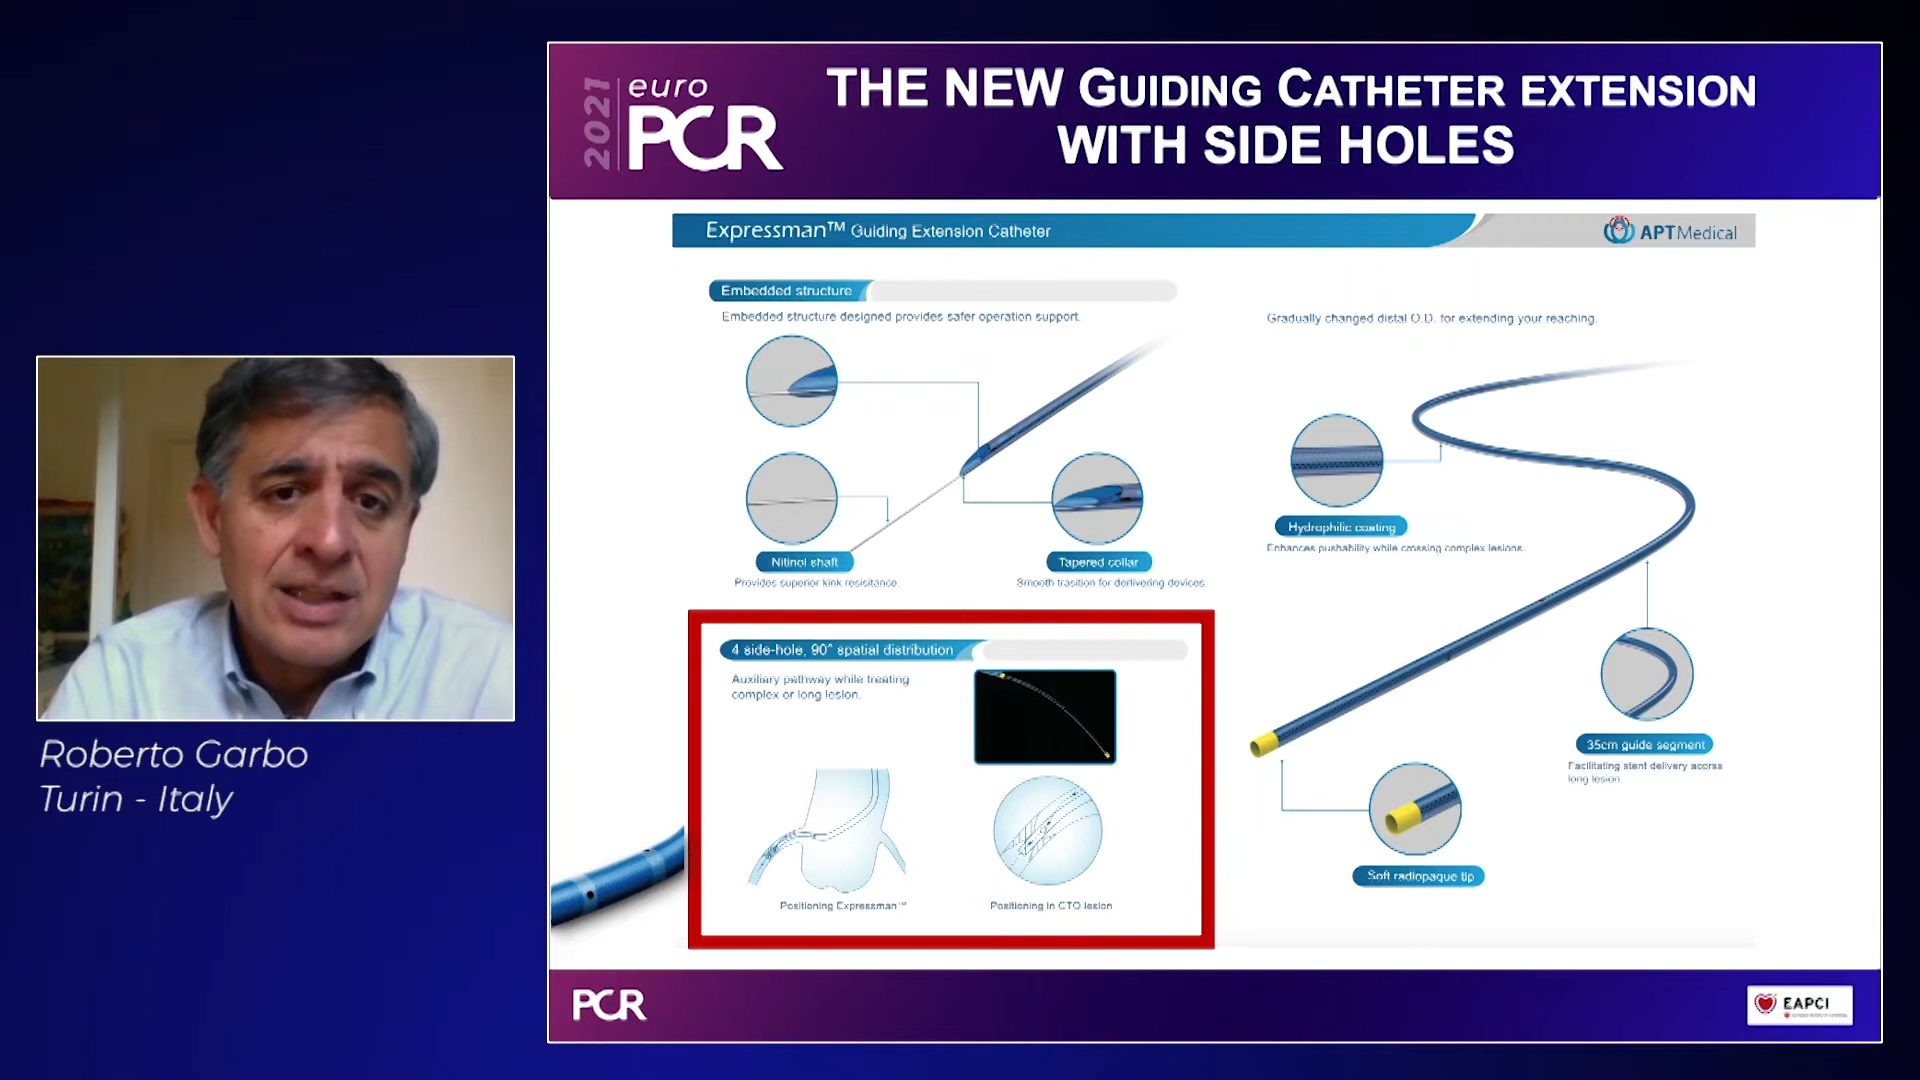 2021
euro
PCR
THE NEW GUIDING CATHETER EXTENSION
WITH SIDE HOLES
Expressman™ Guiding Extension Catheter
APTMedical
Embedded structure
Embedded structure designed provides safer operation support.
Nitinol shaft
Provides superior kink resisitance.
Tapered collar
Smooth trasition for derlivering devices.
Gradually changed distal O.D. for extending your reaching.
Hydrophilic coating
Enhances pushability while crossing complex lesions.
4 side-hole, 90° spatial distribution
Auxiliary pathway while treating
complex or long lesion.
Positioning Expressman™
Positioning in CTO lesion
35cm guide segment
Facilitating stent delivery across
long lesion.
Soft radiopaque tip
Roberto Garbo
Turin - Italy
PCR
EAPCI